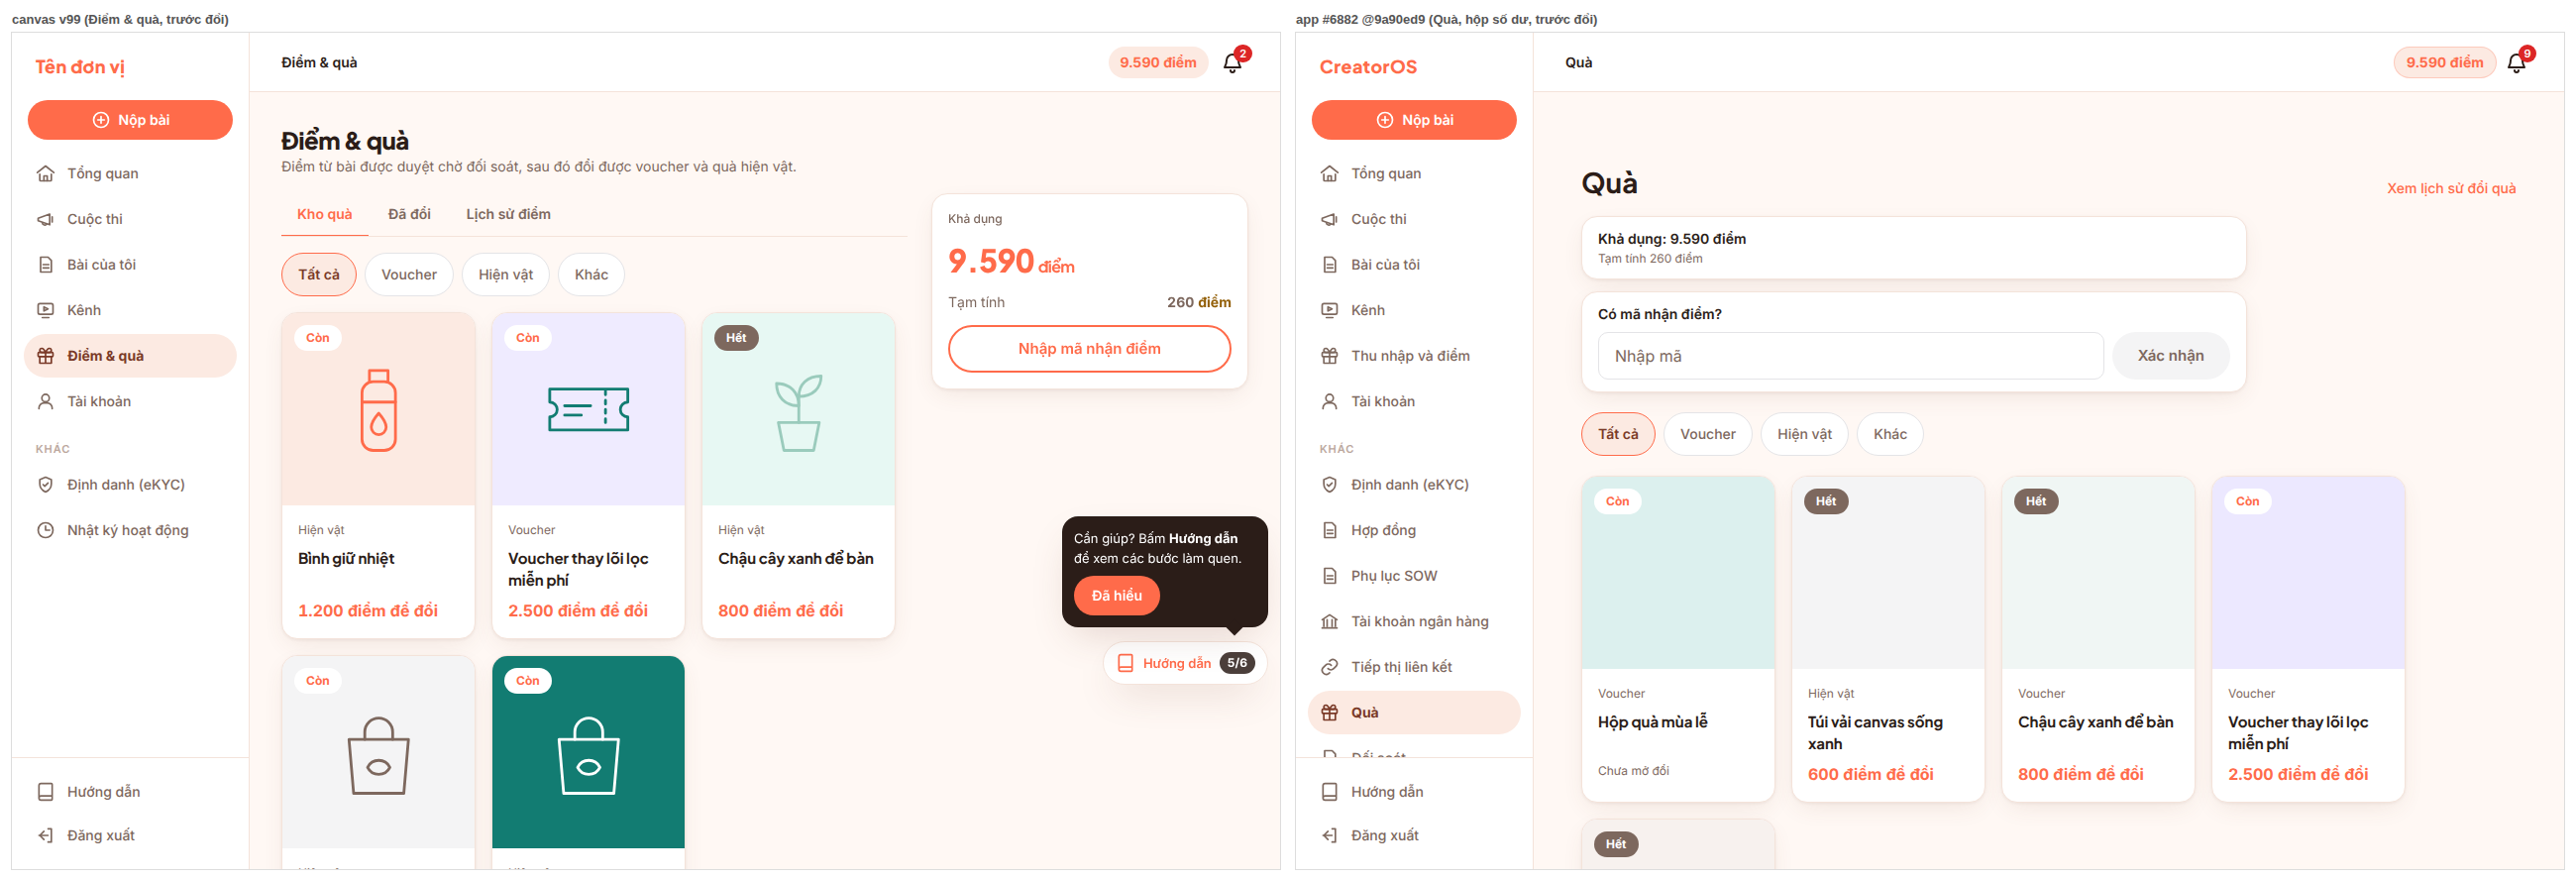 canvas v99 (Điểm & quà, trước đổi)
Tên đơn vị
Nộp bài
Tổng quan
Cuộc thi
Bài của tôi
Kênh
Điểm & quà
Tài khoản
KHÁC
Định danh (eKYC)
Nhật ký hoạt động
Hướng dẫn
Đăng xuất
Điểm & quà
9.590 điểm
2
Điểm & quà
Điểm từ bài được duyệt chờ đối soát, sau đó đổi được voucher và quà hiện vật.
Kho quà
Đã đổi
Lịch sử điểm
Tất cả
Voucher
Hiện vật
Khác
Còn
Hiện vật
Bình giữ nhiệt
1.200 điểm để đổi
Còn
Voucher
Voucher thay lõi lọc
miễn phí
2.500 điểm để đổi
Hết
Hiện vật
Chậu cây xanh để bàn
800 điểm để đổi
Còn
Còn
Khả dụng
9.590 điểm
Tạm tính
260 điểm
Nhập mã nhận điểm
Cần giúp? Bấm Hướng dẫn
để xem các bước làm quen.
Đã hiểu
Hướng dẫn
5/6
app #6882 @9a90ed9 (Quà, hộp số dư, trước đổi)
CreatorOS
Nộp bài
Tổng quan
Cuộc thi
Bài của tôi
Kênh
Thu nhập và điểm
Tài khoản
KHÁC
Định danh (eKYC)
Hợp đồng
Phụ lục SOW
Tài khoản ngân hàng
Tiếp thị liên kết
Quà
Đối soát
Hướng dẫn
Đăng xuất
Quà
9.590 điểm
9
Quà
Xem lịch sử đổi quà
Khả dụng: 9.590 điểm
Tạm tính 260 điểm
Có mã nhận điểm?
Nhập mã
Xác nhận
Tất cả
Voucher
Hiện vật
Khác
Còn
Voucher
Hộp quà mùa lễ
Chưa mở đổi
Hết
Hiện vật
Túi vải canvas sống
xanh
600 điểm để đổi
Hết
Voucher
Chậu cây xanh để bàn
800 điểm để đổi
Còn
Voucher
Voucher thay lõi lọc
miễn phí
2.500 điểm để đổi
Hết